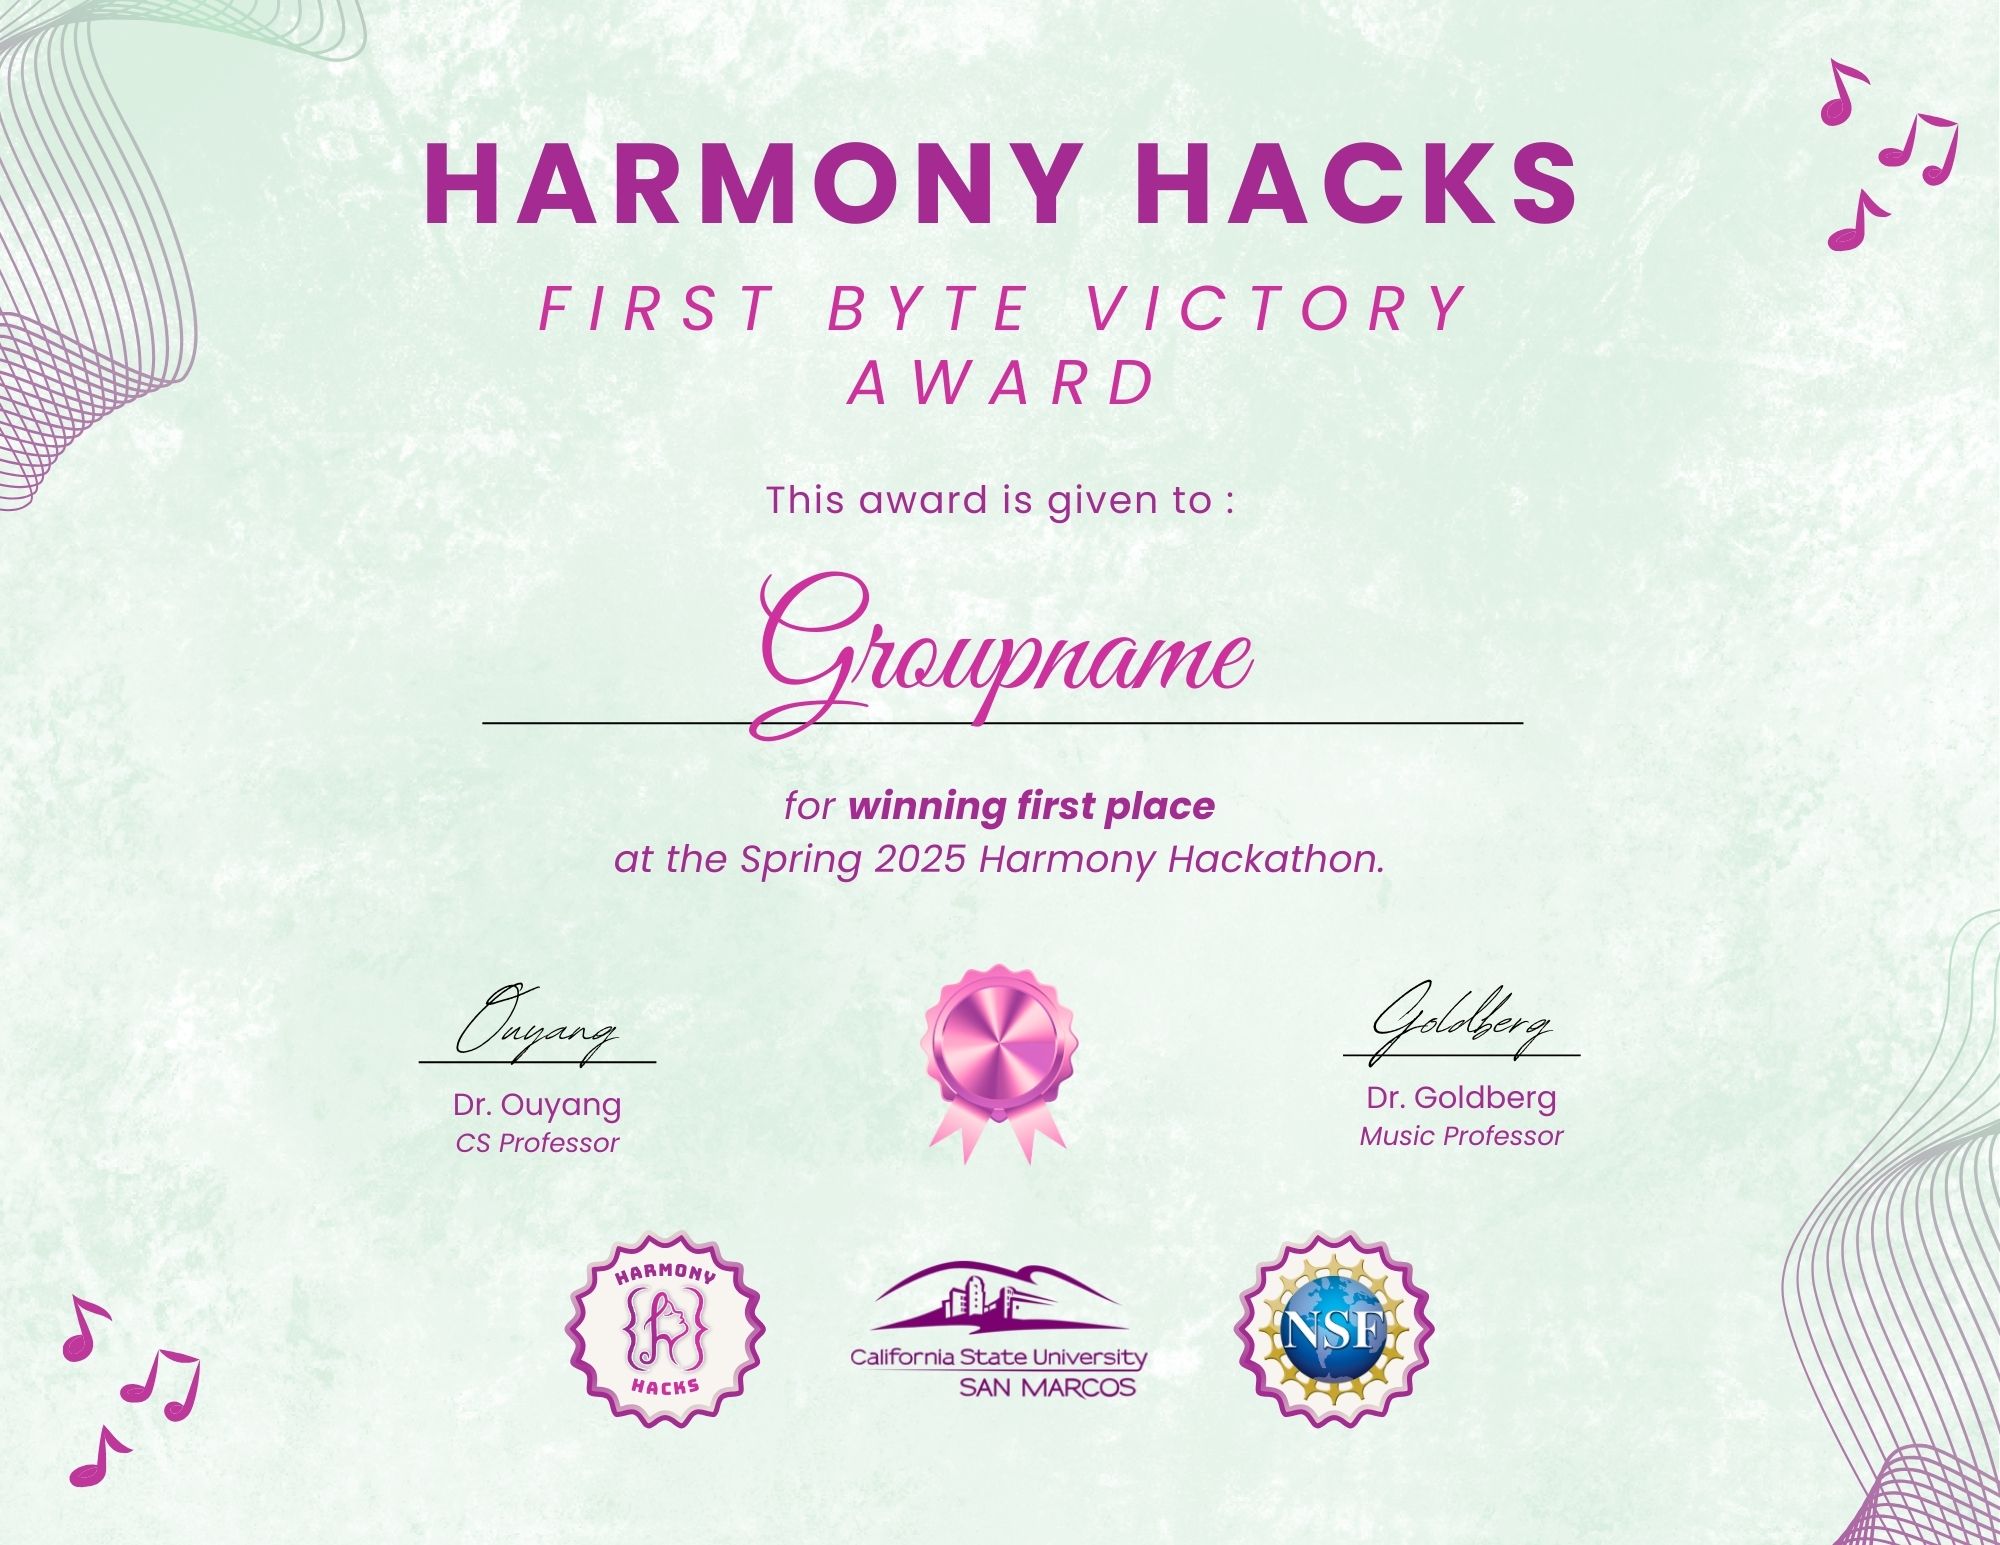 HARMONY HACKS
FIRST BYTE VICTORY
AWARD
This award is given to :
Groupname
for winning first place
at the Spring 2025 Harmony Hackathon.
Ouyang
Dr. Ouyang
CS Professor
Goldberg
Dr. Goldberg
Music Professor
HARMONY
{h}
HACKS
California State University
SAN MARCOS
NSF